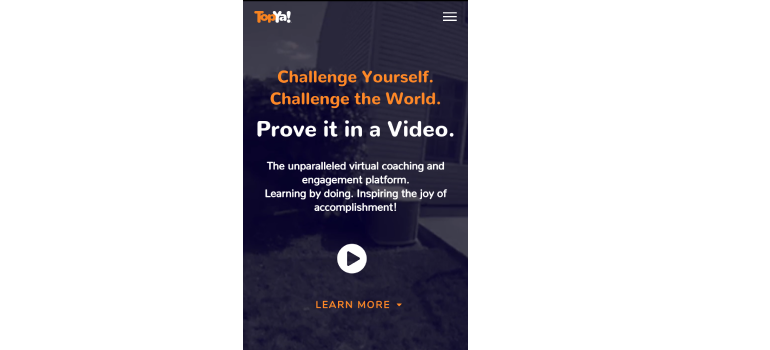 TopYa!
Challenge Yourself.
Challenge the World.
Prove it in a Video.
The unparalleled virtual coaching and
engagement platform.
Learning by doing. Inspiring the joy of
accomplishment!
LEARN MORE